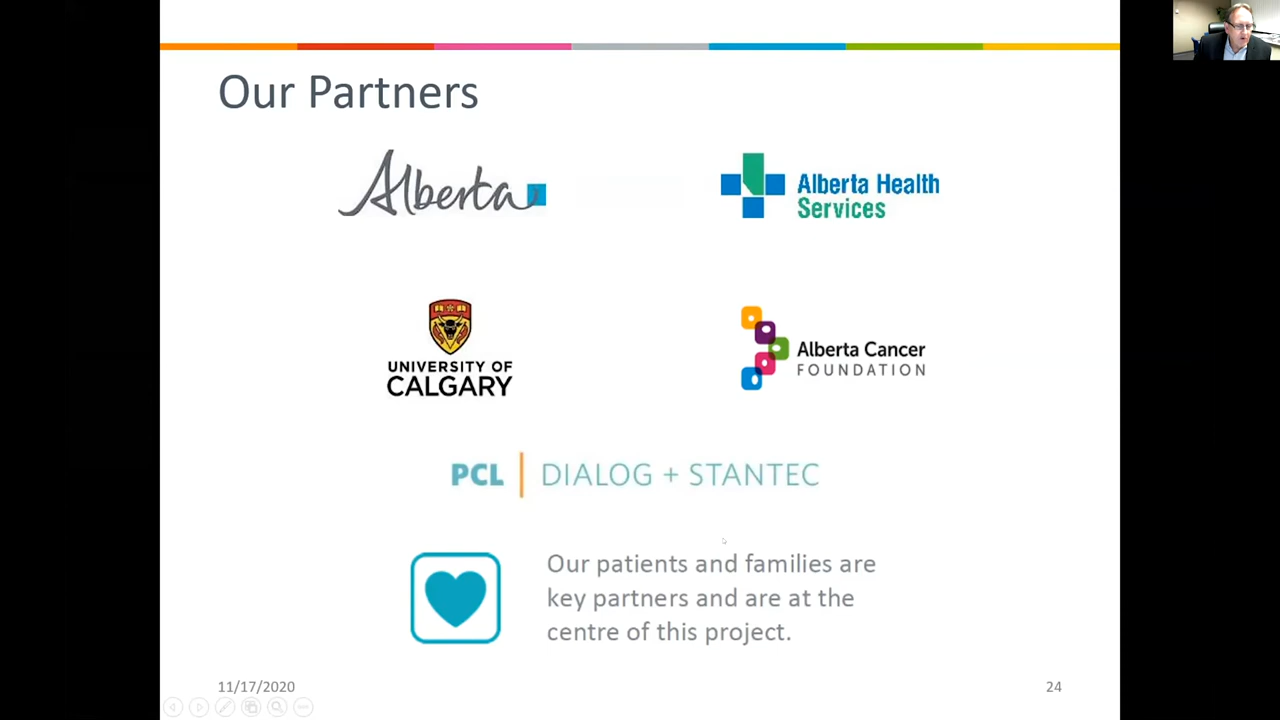 Our Partners
Alberta
Alberta Health
Services
UNIVERSITY OF
CALGARY
Alberta Cancer
FOUNDATION
PCL | DIALOG + STANTEC
Our patients and families are
key partners and are at the
centre of this project.
11/17/2020
24